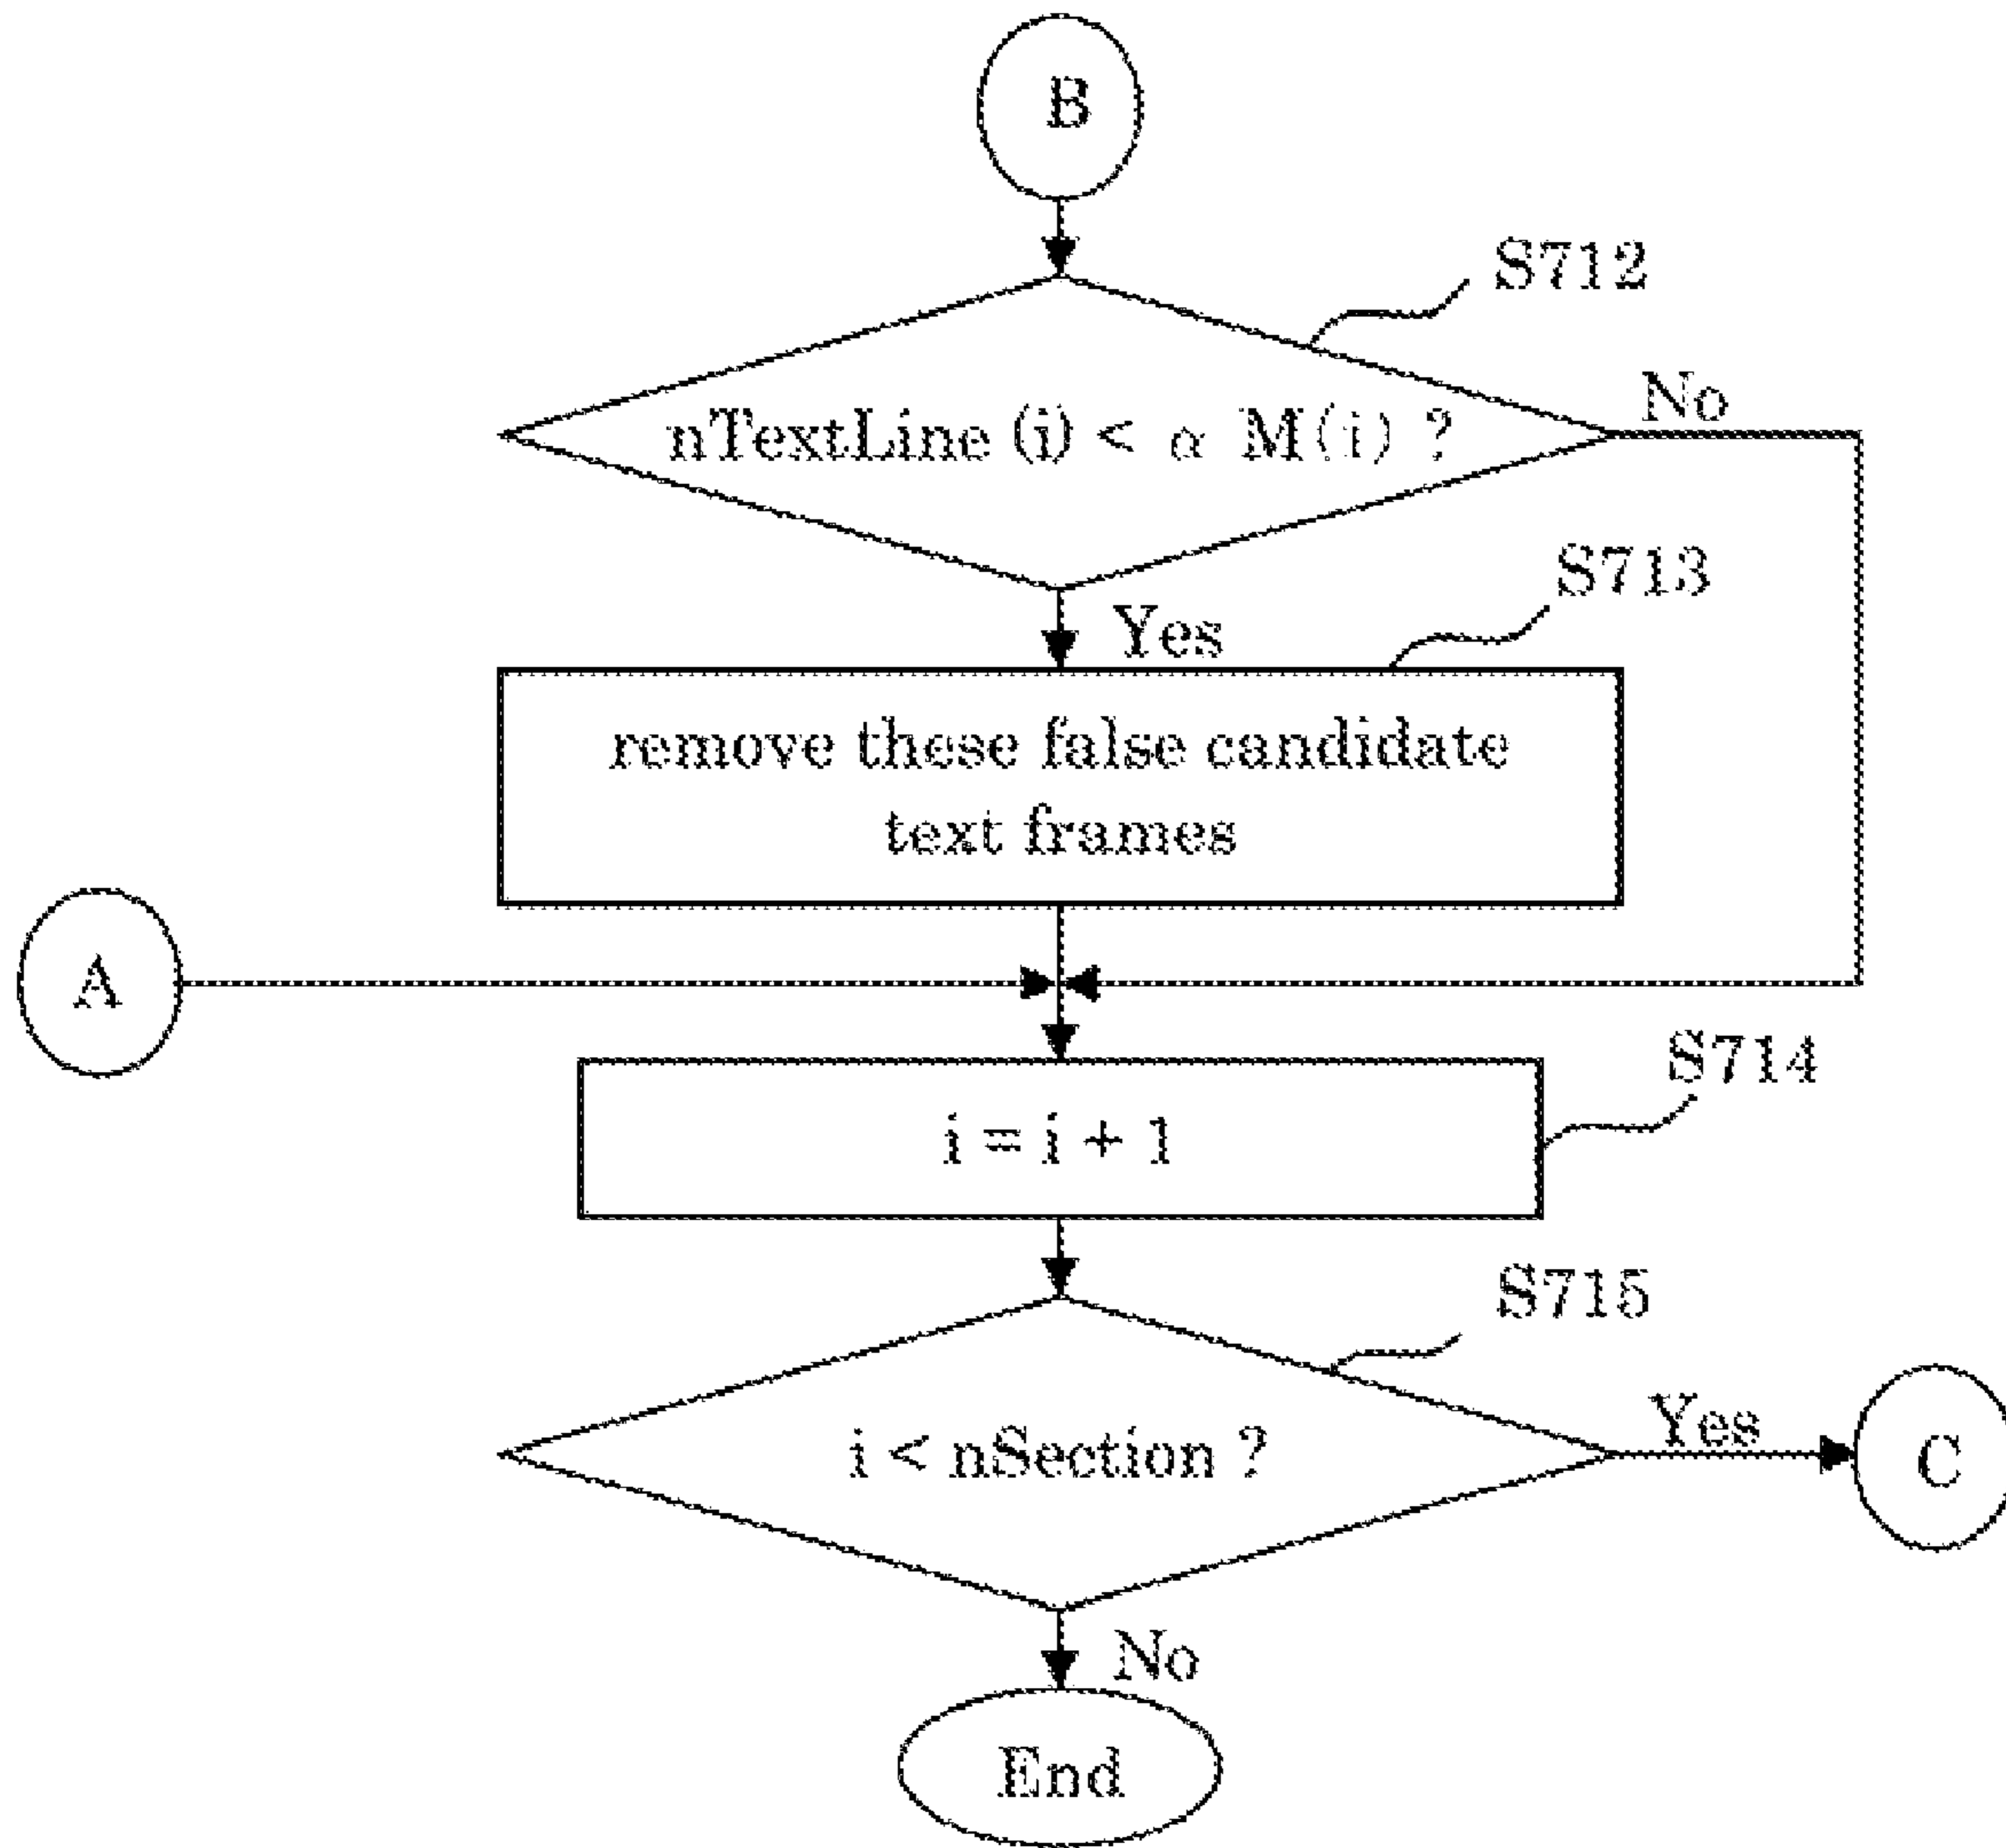 B
S712
nTextLine (i) < α M(i) ?
No
S713
Yes
remove these false candidate
text frames
A
S714
i = i + 1
S715
i < nSection ?
Yes
C
No
End